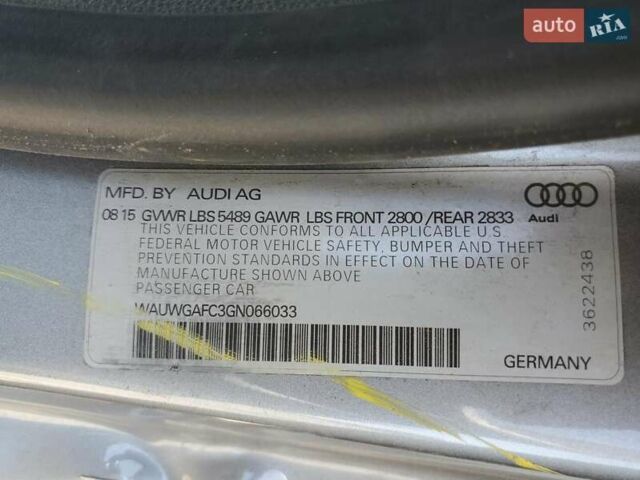 auto RIA
.com
MFD. BY AUDI AG
08 15 GVWR LBS 5489 GAWR LBS FRONT 2800 /REAR 2833
Audi
THIS VEHICLE CONFORMS TO ALL APPLICABLE U.S.
FEDERAL MOTOR VEHICLE SAFETY, BUMPER AND THEFT
PREVENTION STANDARDS IN EFFECT ON THE DATE OF
MANUFACTURE SHOWN ABOVE
PASSENGER CAR
WAUWGAFC3GN066033
3622438
GERMANY